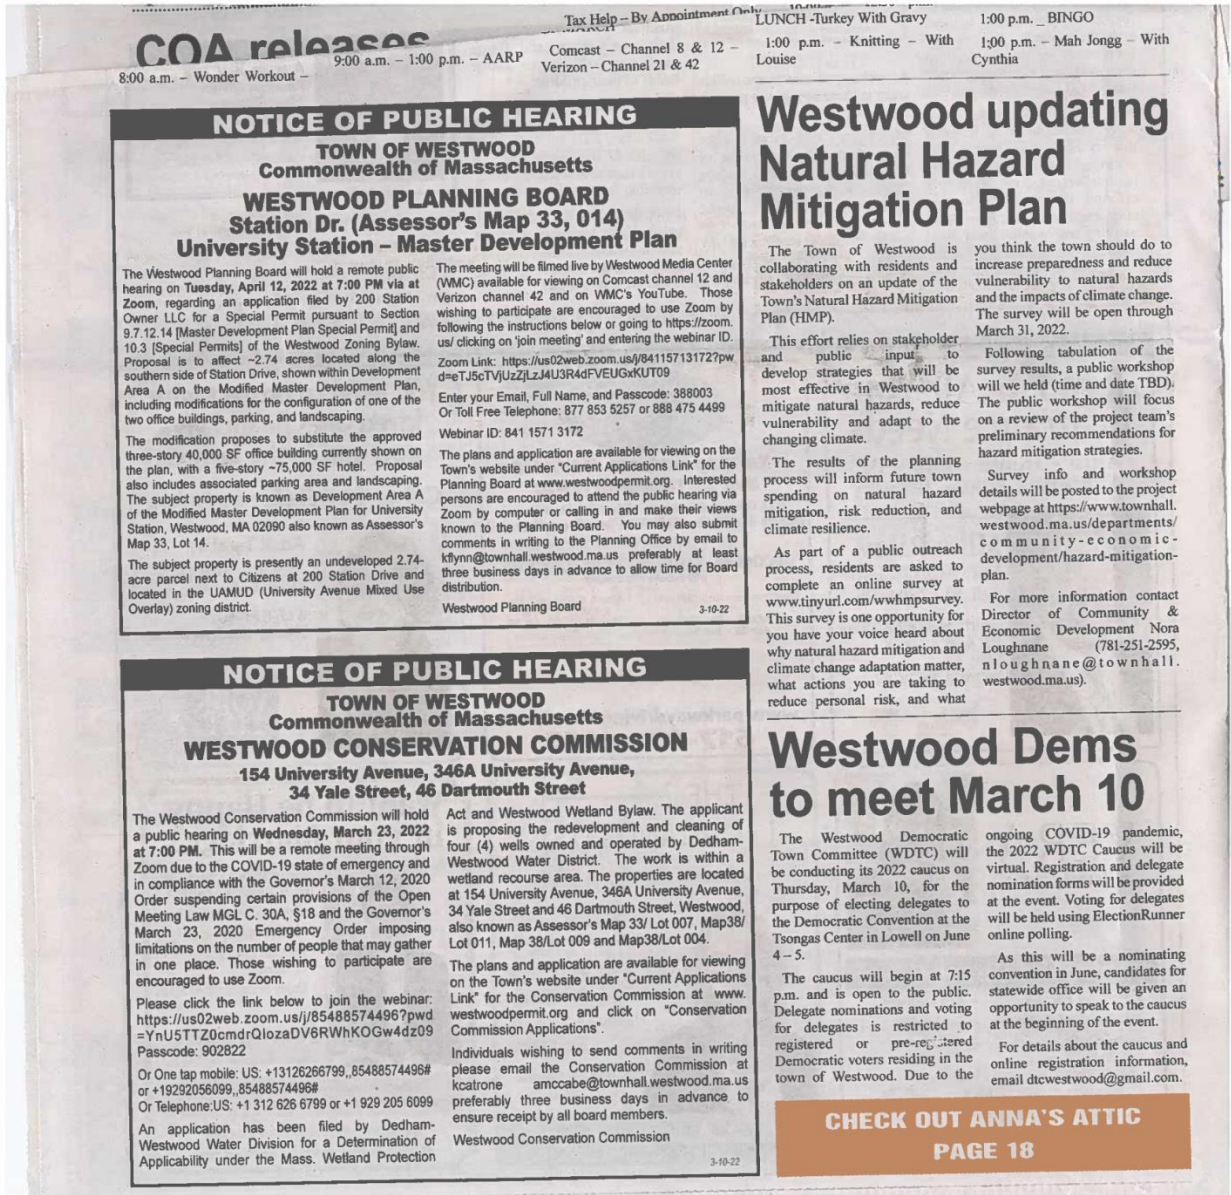 COA releases
8:00 a.m. – Wonder Workout –
9:00 a.m. – 1:00 p.m. – AARP
Tax Help – By Appointment Only
Comcast – Channel 8 & 12 –
Verizon – Channel 21 & 42
LUNCH -Turkey With Gravy
1:00 p.m. – Knitting – With
Louise
1:00 p.m. _ BINGO
1:00 p.m. – Mah Jongg – With
Cynthia
NOTICE OF PUBLIC HEARING
TOWN OF WESTWOOD
Commonwealth of Massachusetts
WESTWOOD PLANNING BOARD
Station Dr. (Assessor's Map 33, 014)
University Station – Master Development Plan
The Westwood Planning Board will hold a remote public
hearing on Tuesday, April 12, 2022 at 7:00 PM via at
Zoom, regarding an application filed by 200 Station
Owner LLC for a Special Permit pursuant to Section
9.7.12.14 [Master Development Plan Special Permit] and
10.3 [Special Permits] of the Westwood Zoning Bylaw.
Proposal is to affect ~2.74 acres located along the
southern side of Station Drive, shown within Development
Area A on the Modified Master Development Plan,
including modifications for the configuration of one of the
two office buildings, parking, and landscaping.
The modification proposes to substitute the approved
three-story 40,000 SF office building currently shown on
the plan, with a five-story ~75,000 SF hotel. Proposal
also includes associated parking area and landscaping.
The subject property is known as Development Area A
of the Modified Master Development Plan for University
Station, Westwood, MA 02090 also known as Assessor's
Map 33, Lot 14.
The subject property is presently an undeveloped 2.74-
acre parcel next to Citizens at 200 Station Drive and
located in the UAMUD (University Avenue Mixed Use
Overlay) zoning district.
The meeting will be filmed live by Westwood Media Center
(WMC) available for viewing on Comcast channel 12 and
Verizon channel 42 and on WMC's YouTube. Those
wishing to participate are encouraged to use Zoom by
following the instructions below or going to https://zoom.
us/ clicking on 'join meeting' and entering the webinar ID.
Zoom Link: https://us02web.zoom.us/j/84115713172?pw
d=eTJ5cTVjUzZjLzJ4U3R4dFVEUGxKUT09
Enter your Email, Full Name, and Passcode: 388003
Or Toll Free Telephone: 877 853 5257 or 888 475 4499
Webinar ID: 841 1571 3172
The plans and application are available for viewing on the
Town's website under "Current Applications Link" for the
Planning Board at www.westwoodpermit.org. Interested
persons are encouraged to attend the public hearing via
Zoom by computer or calling in and make their views
known to the Planning Board. You may also submit
comments in writing to the Planning Office by email to
kflynn@townhall.westwood.ma.us preferably at least
three business days in advance to allow time for Board
distribution.
Westwood Planning Board
3-10-22
NOTICE OF PUBLIC HEARING
TOWN OF WESTWOOD
Commonwealth of Massachusetts
WESTWOOD CONSERVATION COMMISSION
154 University Avenue, 346A University Avenue,
34 Yale Street, 46 Dartmouth Street
The Westwood Conservation Commission will hold
a public hearing on Wednesday, March 23, 2022
at 7:00 PM. This will be a remote meeting through
Zoom due to the COVID-19 state of emergency and
in compliance with the Governor's March 12, 2020
Order suspending certain provisions of the Open
Meeting Law MGL C. 30A, §18 and the Governor's
March 23, 2020 Emergency Order imposing
limitations on the number of people that may gather
in one place. Those wishing to participate are
encouraged to use Zoom.
Please click the link below to join the webinar:
https://us02web.zoom.us/j/85488574496?pwd
=YnU5TTZ0cmdrQlozaDV6RWhKOGw4dz09
Passcode: 902822
Or One tap mobile: US: +13126266799,,85488574496#
or +19292056099,,85488574496#
Or Telephone:US: +1 312 626 6799 or +1 929 205 6099
An application has been filed by Dedham-
Westwood Water Division for a Determination of
Applicability under the Mass. Wetland Protection
Act and Westwood Wetland Bylaw. The applicant
is proposing the redevelopment and cleaning of
four (4) wells owned and operated by Dedham-
Westwood Water District. The work is within a
wetland recourse area. The properties are located
at 154 University Avenue, 346A University Avenue,
34 Yale Street and 46 Dartmouth Street, Westwood,
also known as Assessor's Map 33/ Lot 007, Map38/
Lot 011, Map 38/Lot 009 and Map38/Lot 004.
The plans and application are available for viewing
on the Town's website under "Current Applications
Link" for the Conservation Commission at www.
westwoodpermit.org and click on "Conservation
Commission Applications".
Individuals wishing to send comments in writing
please email the Conservation Commission at
kcatrone amccabe@townhall.westwood.ma.us
preferably three business days in advance to
ensure receipt by all board members.
Westwood Conservation Commission
3-10-22
Westwood updating
Natural Hazard
Mitigation Plan
The Town of Westwood is
collaborating with residents and
stakeholders on an update of the
Town's Natural Hazard Mitigation
Plan (HMP).
This effort relies on stakeholder
and public input to
develop strategies that will be
most effective in Westwood to
mitigate natural hazards, reduce
vulnerability and adapt to the
changing climate.
The results of the planning
process will inform future town
spending on natural hazard
mitigation, risk reduction, and
climate resilience.
As part of a public outreach
process, residents are asked to
complete an online survey at
www.tinyurl.com/wwhmpsurvey.
This survey is one opportunity for
you have your voice heard about
why natural hazard mitigation and
climate change adaptation matter,
what actions you are taking to
reduce personal risk, and what
you think the town should do to
increase preparedness and reduce
vulnerability to natural hazards
and the impacts of climate change.
The survey will be open through
March 31, 2022.
Following tabulation of the
survey results, a public workshop
will we held (time and date TBD).
The public workshop will focus
on a review of the project team's
preliminary recommendations for
hazard mitigation strategies.
Survey info and workshop
details will be posted to the project
webpage at https://www.townhall.
westwood.ma.us/departments/
community-economic-
development/hazard-mitigation-
plan.
For more information contact
Director of Community &
Economic Development Nora
Loughnane (781-251-2595,
nloughnane@townhall.
westwood.ma.us).
Westwood Dems
to meet March 10
The Westwood Democratic
Town Committee (WDTC) will
be conducting its 2022 caucus on
Thursday, March 10, for the
purpose of electing delegates to
the Democratic Convention at the
Tsongas Center in Lowell on June
4 – 5.
The caucus will begin at 7:15
p.m. and is open to the public.
Delegate nominations and voting
for delegates is restricted to
registered or pre-registered
Democratic voters residing in the
town of Westwood. Due to the
ongoing COVID-19 pandemic,
the 2022 WDTC Caucus will be
virtual. Registration and delegate
nomination forms will be provided
at the event. Voting for delegates
will be held using ElectionRunner
online polling.
As this will be a nominating
convention in June, candidates for
statewide office will be given an
opportunity to speak to the caucus
at the beginning of the event.
For details about the caucus and
online registration information,
email dtcwestwood@gmail.com.
CHECK OUT ANNA'S ATTIC
PAGE 18